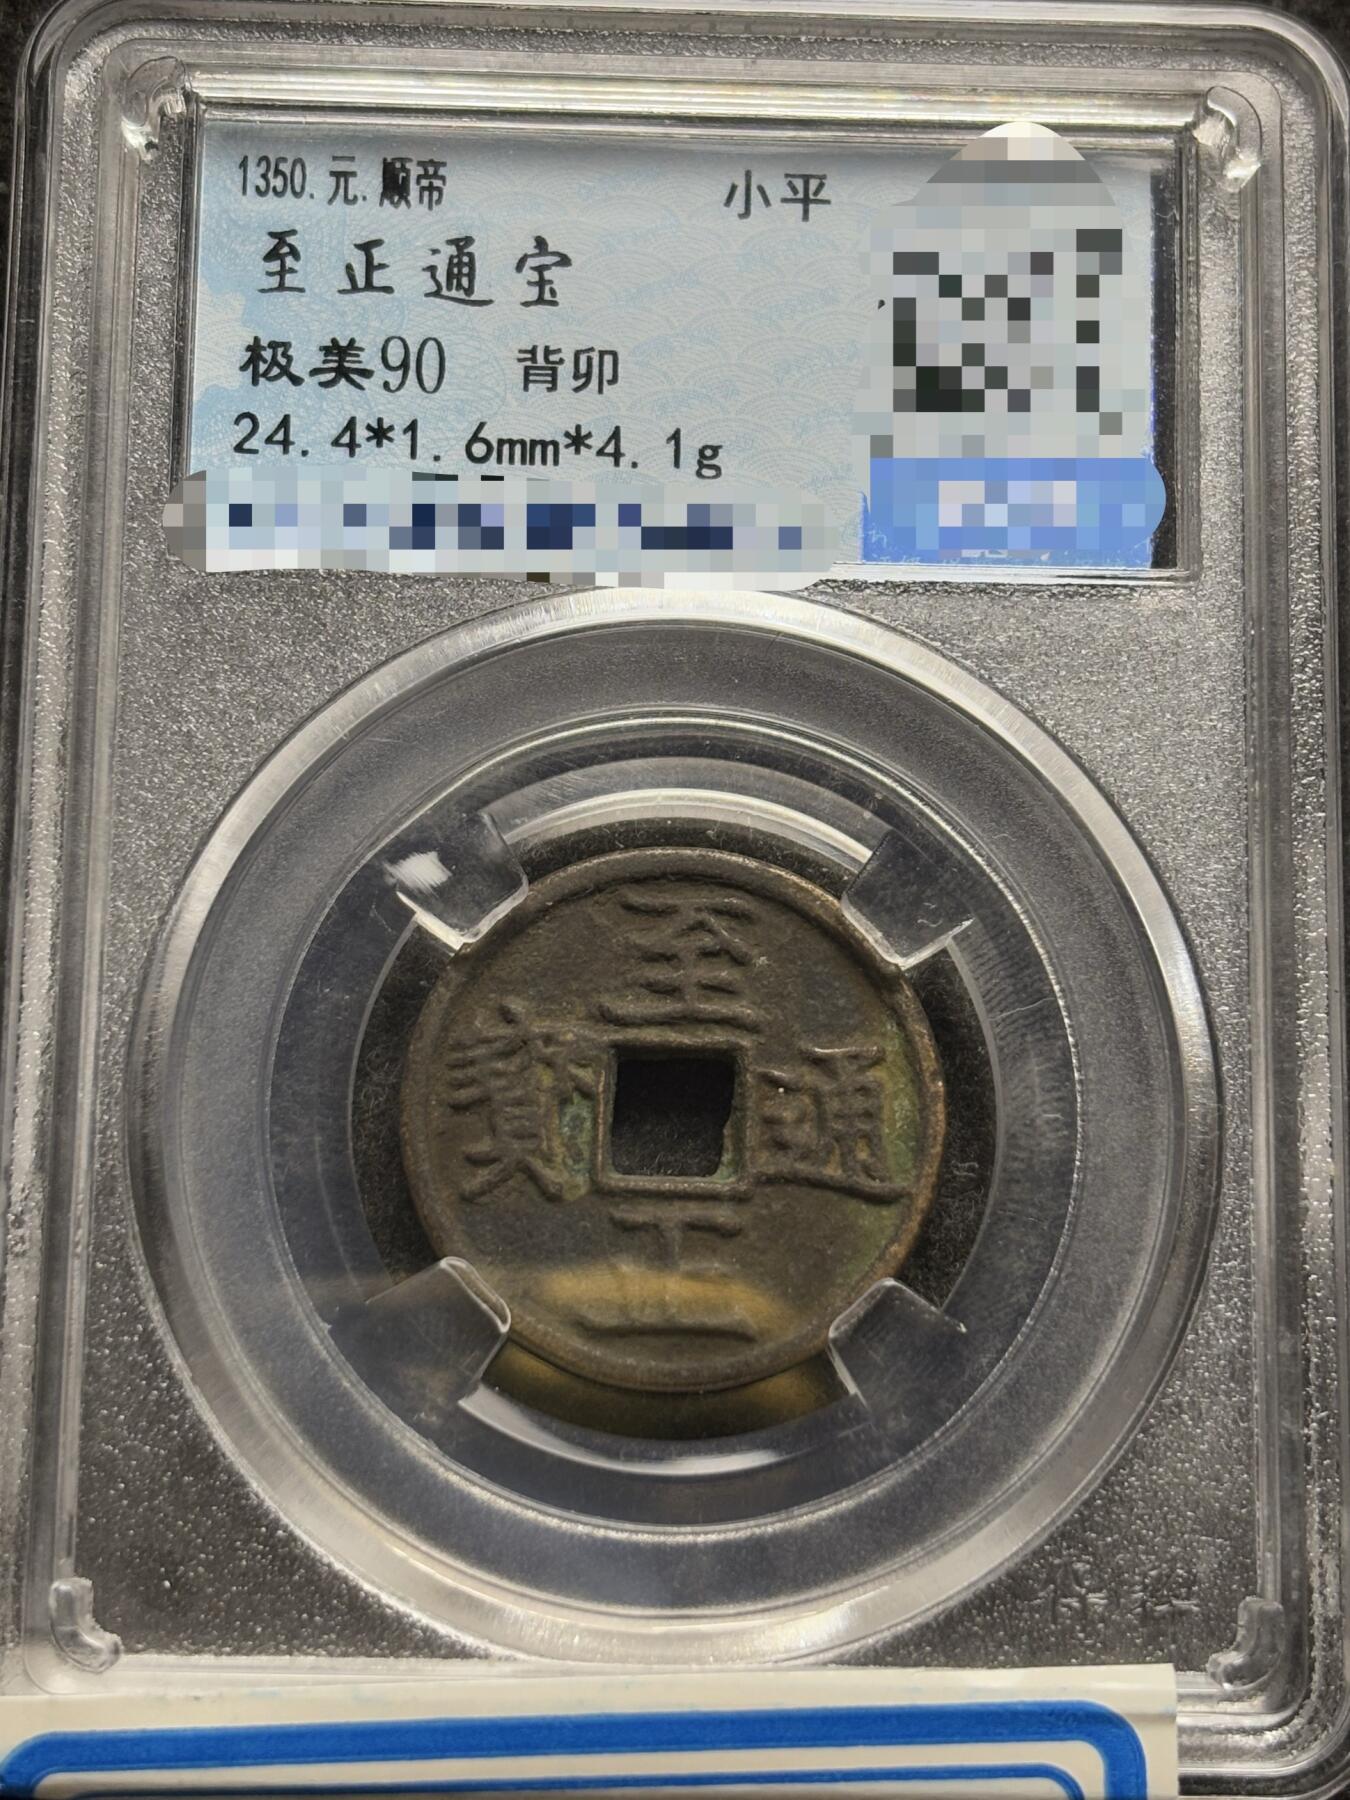 1350.元.顺帝 小平
至正通宝
极美90 背卯
24.4*1.6mm*4.1g
至
寶 通
正